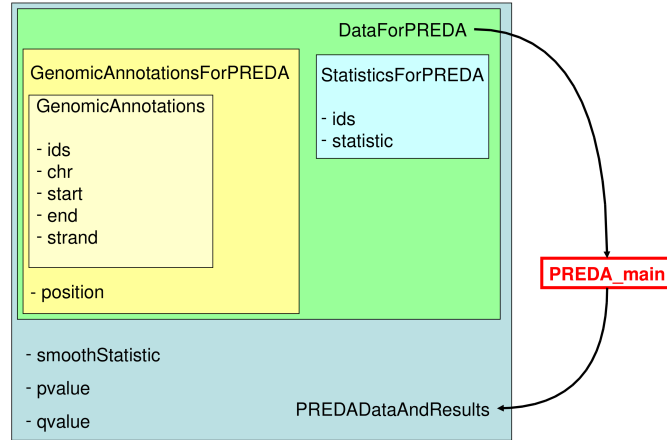 DataForPREDA
GenomicAnnotationsForPREDA
StatisticsForPREDA
GenomicAnnotations
- ids
- chr
- start
- end
- strand
- position
- ids
- statistic
PREDA_main
- smoothStatistic
- pvalue
- qvalue
PREDADataAndResults